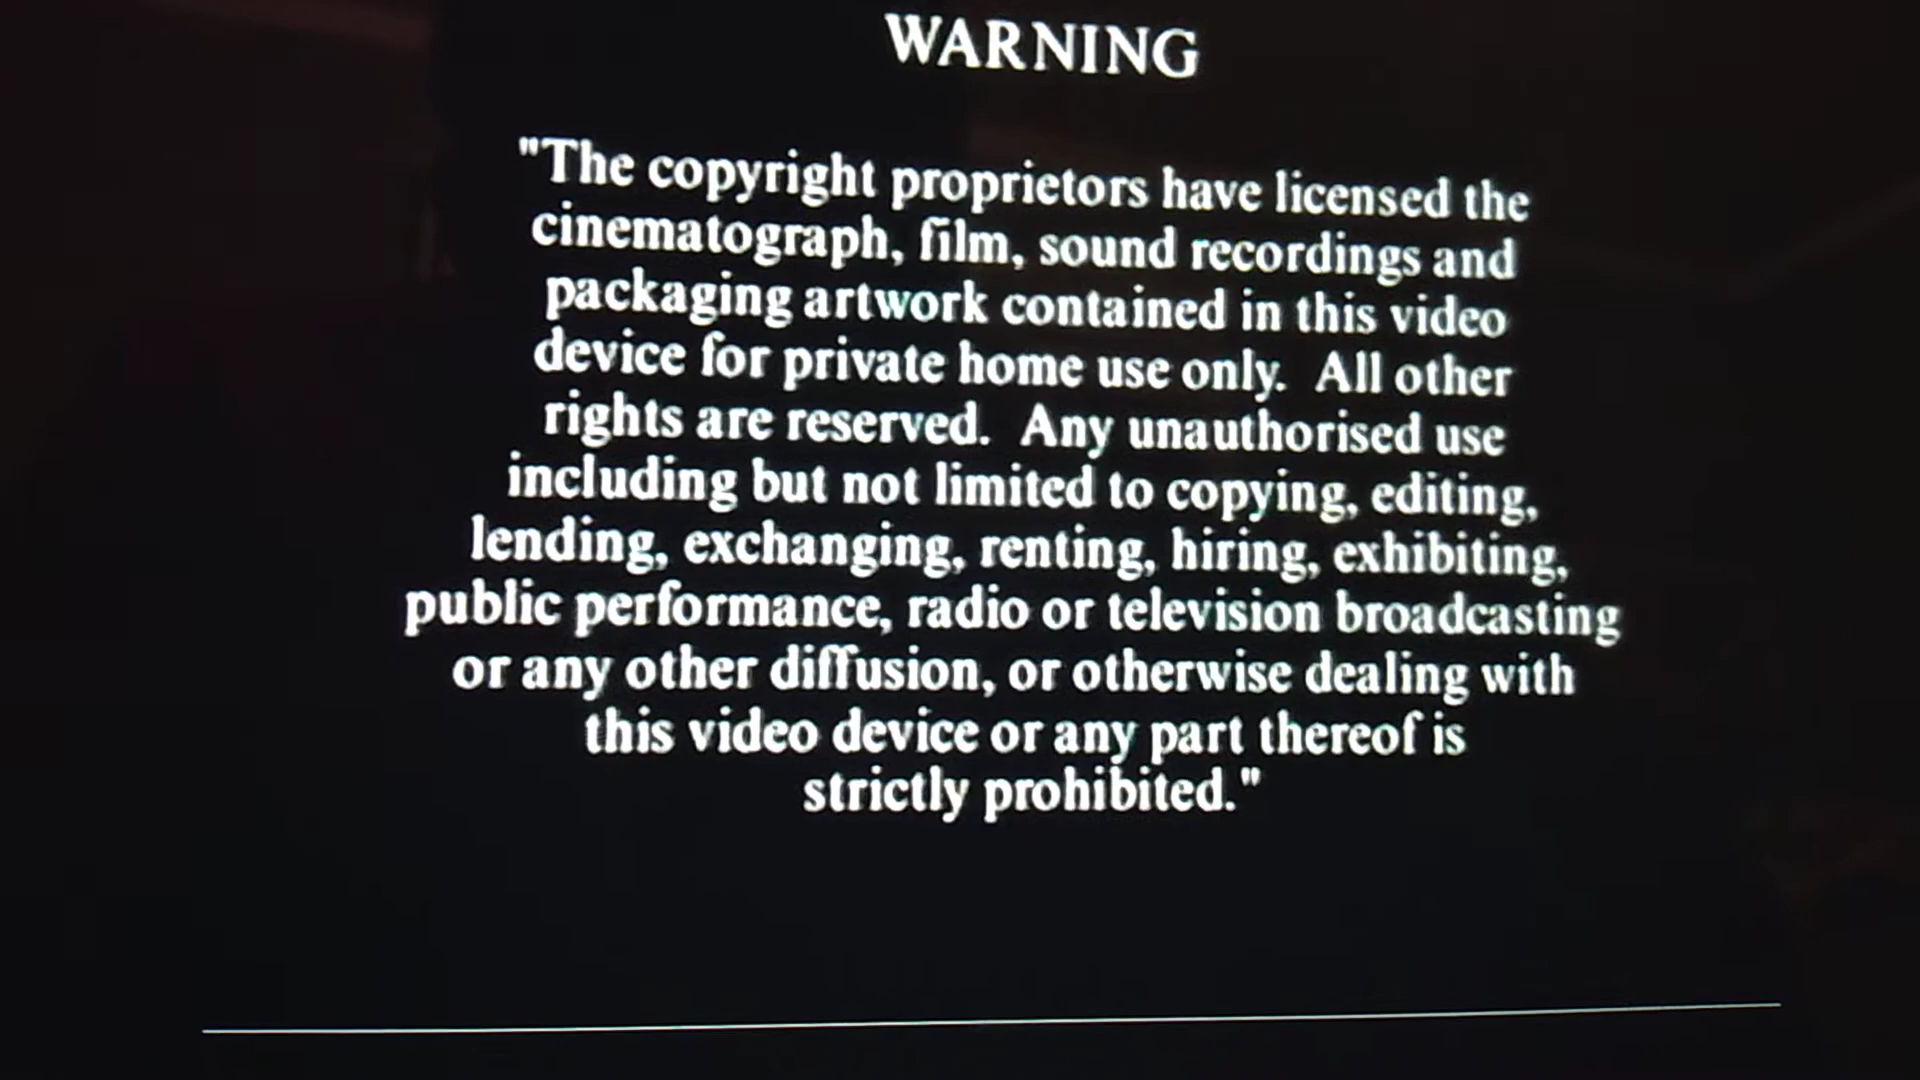 WARNING
"The copyright proprietors have licensed the
cinematograph, film, sound recordings and
packaging artwork contained in this video
device for private home use only.  All other
rights are reserved.  Any unauthorised use
including but not limited to copying, editing,
lending, exchanging, renting, hiring, exhibiting,
public performance, radio or television broadcasting
or any other diffusion, or otherwise dealing with
this video device or any part thereof is
strictly prohibited."